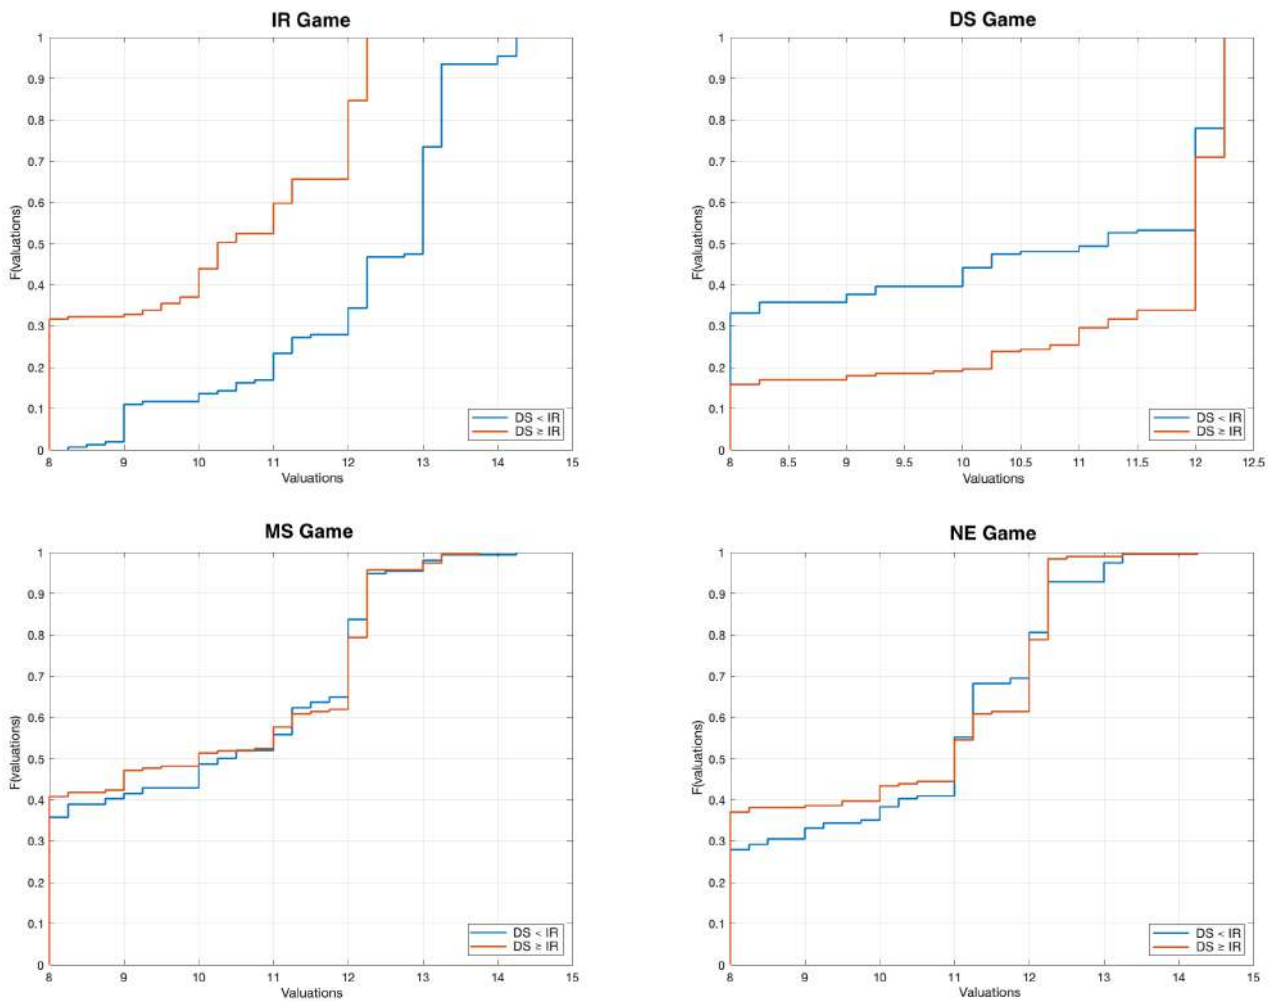 IR Game
1
0.9
0.8
0.7
0.6
0.5
0.4
0.3
0.2
0.1
0
F(valuations)
8 9 10 11 12 13 14 15
Valuations
DS < IR
DS ≥ IR
DS Game
1
0.9
0.8
0.7
0.6
0.5
0.4
0.3
0.2
0.1
0
F(valuations)
8 8.5 9 9.5 10 10.5 11 11.5 12 12.5
Valuations
DS < IR
DS ≥ IR
MS Game
1
0.9
0.8
0.7
0.6
0.5
0.4
0.3
0.2
0.1
0
F(valuations)
8 9 10 11 12 13 14 15
Valuations
DS < IR
DS ≥ IR
NE Game
1
0.9
0.8
0.7
0.6
0.5
0.4
0.3
0.2
0.1
0
F(valuations)
8 9 10 11 12 13 14 15
Valuations
DS < IR
DS ≥ IR